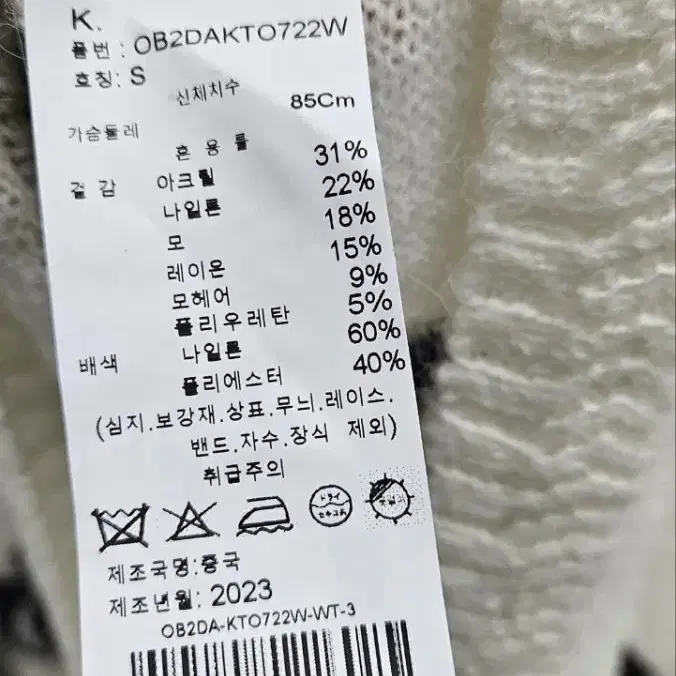 K.
품번 : OB2DAKTO722W
호칭: S
신체치수
가슴둘레 85Cm
혼 용 률
겉 감 아크릴 31%
나일론 22%
모 18%
레이온 15%
모헤어 9%
폴리우레탄 5%
배색 나일론 60%
폴리에스터 40%
(심지.보강재.상표.무늬.레이스.
밴드.자수.장식 제외)
취급주의
ドライ
제조국명:중국
제조년월: 2023
OB2DA-KTO722W-WT-3